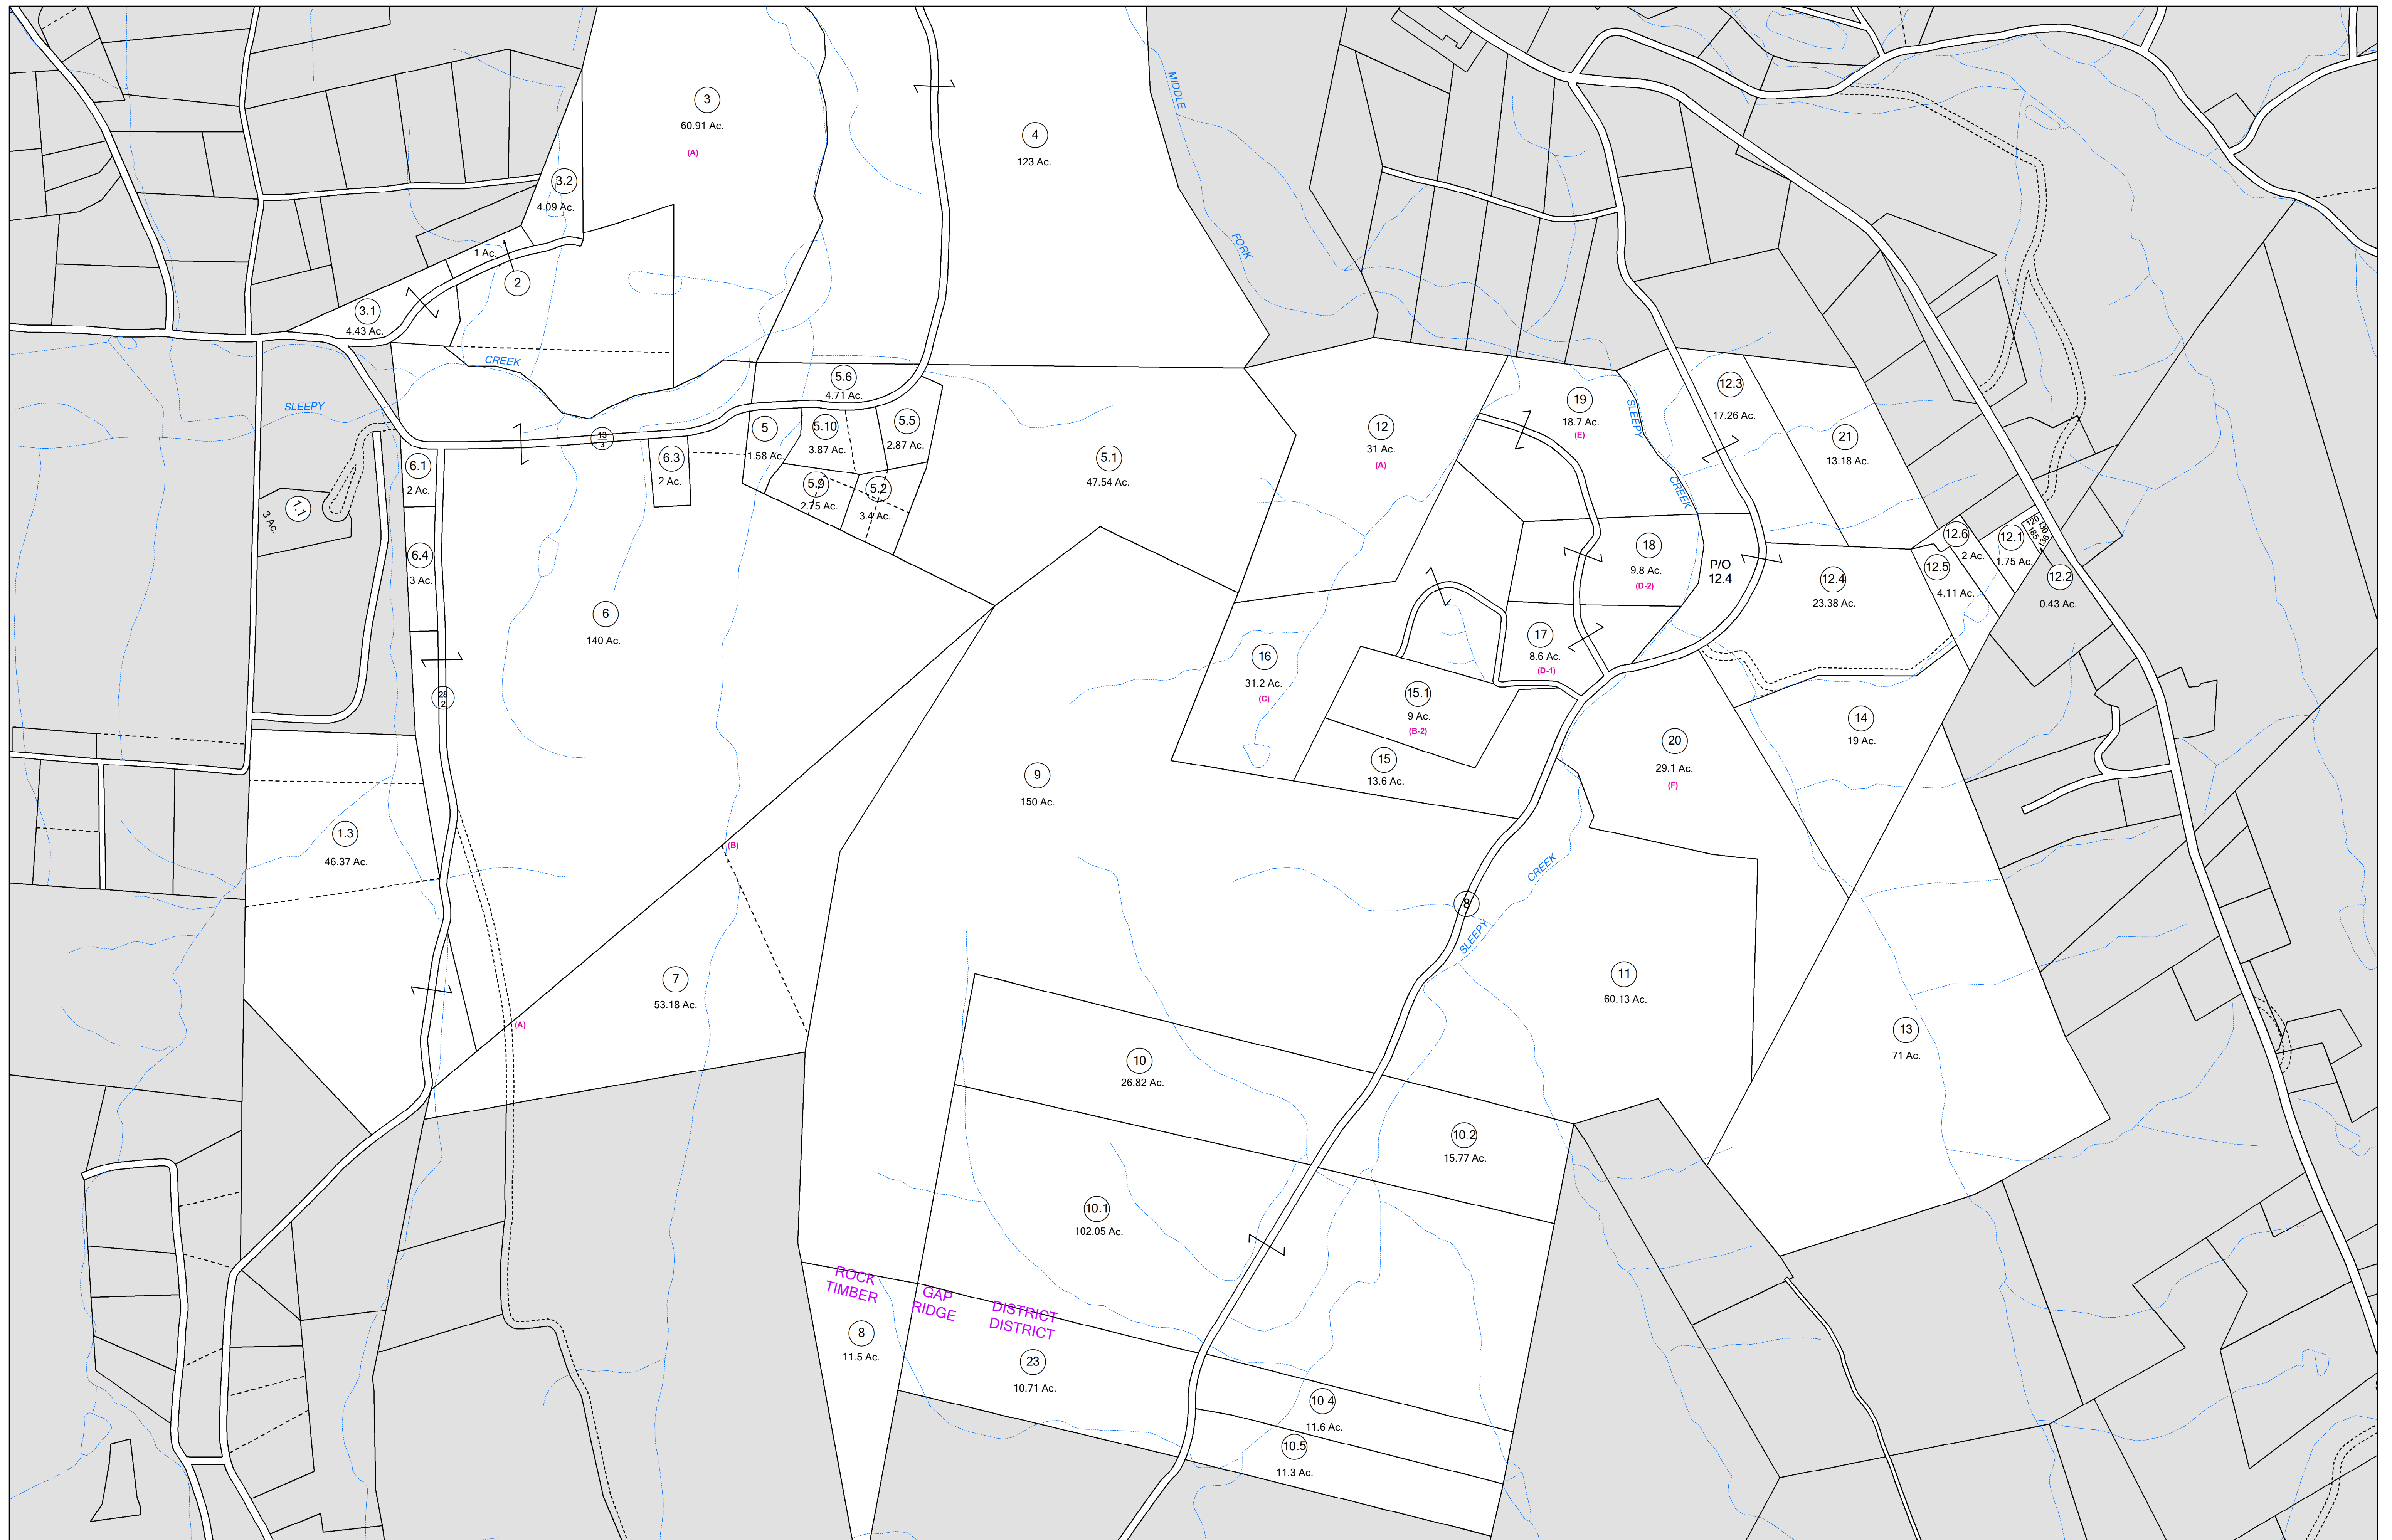 3
60.91 Ac.
(A)
4
123 Ac.
MIDDLE
FORK
3.2
4.09 Ac.
1 Ac.
2
3.1
4.43 Ac.
CREEK
SLEEPY
5.6
4.71 Ac.
5
1.58 Ac.
5.10
3.87 Ac.
5.5
2.87 Ac.
13
3
6.3
2 Ac.
6.1
2 Ac.
5.9
2.75 Ac.
5.2
3.4 Ac.
5.1
47.54 Ac.
12
31 Ac.
(A)
19
18.7 Ac.
(E)
SLEEPY
CREEK
12.3
17.26 Ac.
21
13.18 Ac.
1.1
3 Ac.
6.4
3 Ac.
6
140 Ac.
18
9.8 Ac.
(D-2)
P/O
12.4
12.4
23.38 Ac.
12.6
2 Ac.
12.5
4.11 Ac.
12.1
1.75 Ac.
120
185
130
136
12.2
0.43 Ac.
28
2
16
31.2 Ac.
(C)
17
8.6 Ac.
(D-1)
15.1
9 Ac.
(B-2)
15
13.6 Ac.
20
29.1 Ac.
(F)
14
19 Ac.
9
150 Ac.
1.3
46.37 Ac.
(B)
CREEK
SLEEPY
8
7
53.18 Ac.
(A)
11
60.13 Ac.
13
71 Ac.
10
26.82 Ac.
10.2
15.77 Ac.
10.1
102.05 Ac.
ROCK GAP DISTRICT
TIMBER RIDGE DISTRICT
8
11.5 Ac.
23
10.71 Ac.
10.4
11.6 Ac.
10.5
11.3 Ac.